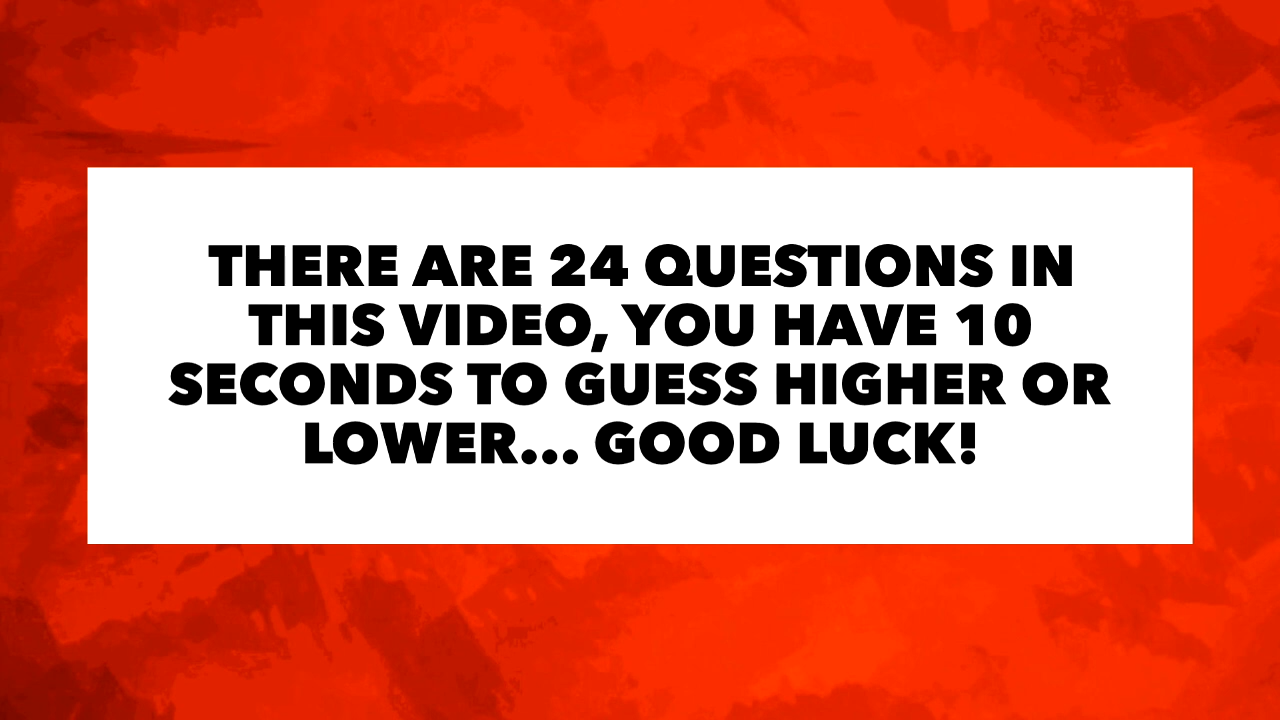 THERE ARE 24 QUESTIONS IN
THIS VIDEO, YOU HAVE 10
SECONDS TO GUESS HIGHER OR
LOWER... GOOD LUCK!